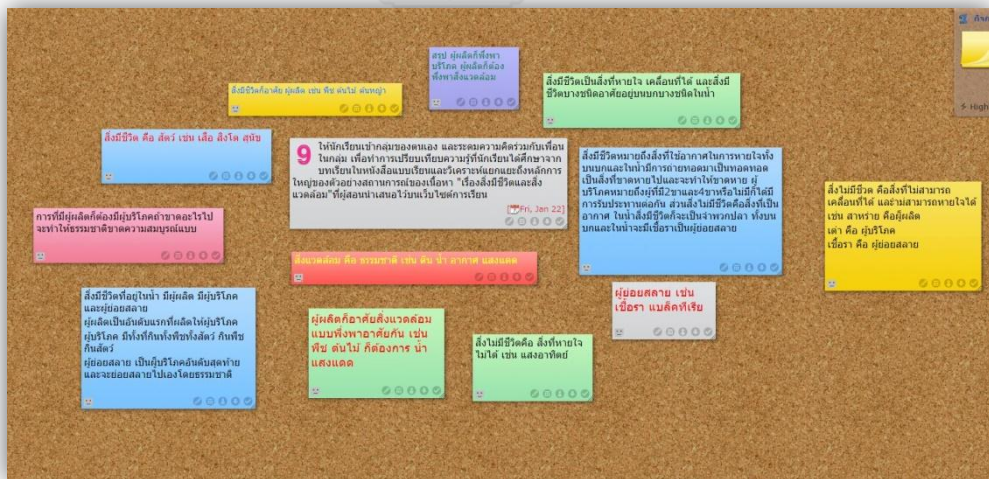 สรุป ผู้ผลิตก็พึ่งพา
บริโภค ผู้ผลิตก็ต้อง
พึ่งพาสิ่งแวดล้อม
สิ่งมีชีวิตก็อาศัย ผู้ผลิต เช่น พืช ต้นไม้ ต้นหญ้า
สิ่งมีชีวิตเป็นสิ่งที่หายใจ เคลื่อนที่ได้ และสิ่ง
มีชีวิตบางชนิดอาศัยอยู่บนบกบางชนิดในน้ำ
High
สิ่งมีชีวิต คือ สัตว์ เช่น เสือ สิงโต สุนัข
9
ให้นักเรียนเข้ากลุ่มของตนเอง และระดมความคิดร่วมกับเพื่อน
ในกลุ่ม เพื่อทำการเปรียบเทียบความรู้ที่นักเรียนได้ศึกษาจาก
บทเรียนในหนังสือแบบเรียนและวิเคราะห์แยกแยะถึงหลักการ
ใหญ่ของตัวอย่างสถานการณ์ของเนื้อหา "เรื่องสิ่งมีชีวิตและสิ่ง
แวดล้อม"ที่ผู้สอนนำเสนอไว้บนเว็บไซต์การเรียน
[Fri, Jan 22]
สิ่งมีชีวิตหมายถึงสิ่งที่ใช้อากาศในการหายใจทั้ง
บนบกและในน้ำมีการถ่ายทอดมาเป็นทอดทอด
เป็นสิ่งที่ขาดหายไปและจะทำให้ขาดหาย ผู้
บริโภคหมายถึงผู้ที่มี2ขาและ4ขาหรือไม่มีก็ได้มี
การรับประทานต่อกัน ส่วนสิ่งไม่มีชีวิตคือสิ่งที่เป็น
อากาศ ในน้ำสิ่งมีชีวิตก็จะเป็นจำพวกปลา ทั้งบน
บกและในน้ำจะมีเชื้อราเป็นผู้ย่อยสลาย
สิ่งไม่มีชีวิต คือสิ่งที่ไม่สามารถ
เคลื่อนที่ได้ และไม่สามารถหายใจได้
เช่น สาหร่าย คือผู้ผลิต
เต่า คือ ผู้บริโภค
เชื้อรา คือ ผู้ย่อยสลาย
การที่มีผู้ผลิตก็ต้องมีผู้บริโภคถ้าขาดอะไรไป
จะทำให้ธรรมชาติขาดความสมบูรณ์แบบ
สิ่งแวดล้อม คือ ธรรมชาติ เช่น ดิน น้ำ อากาศ แสงแดด
สิ่งมีชีวิตที่อยู่ในน้ำ มีผู้ผลิต มีผู้บริโภค
และผู้ย่อยสลาย
ผู้ผลิตเป็นอันดับแรกที่ผลิตให้ผู้บริโภค
ผู้บริโภค มีทั้งที่กินทั้งพืชทั้งสัตว์ กินพืช
กินสัตว์
ผู้ย่อยสลาย เป็นผู้บริโภคอันดับสุดท้าย
และจะย่อยสลายไปเองโดยธรรมชาติ
ผู้ผลิตก็อาศัยสิ่งแวดล้อม
แบบพึ่งพาอาศัยกัน เช่น
พืช ต้นไม้ ก็ต้องการ น้ำ
แสงแดด
สิ่งไม่มีชีวิตคือ สิ่งที่หายใจ
ไม่ได้ เช่น แสงอาทิตย์
ผู้ย่อยสลาย เช่น
เชื้อรา แบคทีเรีย